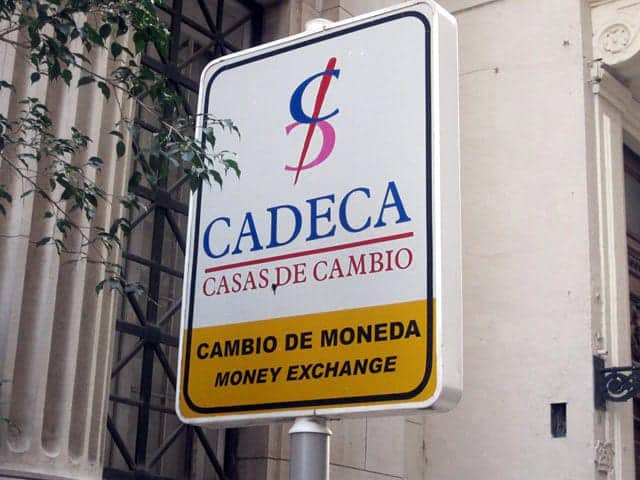 CADECA
CASAS DE CAMBIO
CAMBIO DE MONEDA
MONEY EXCHANGE